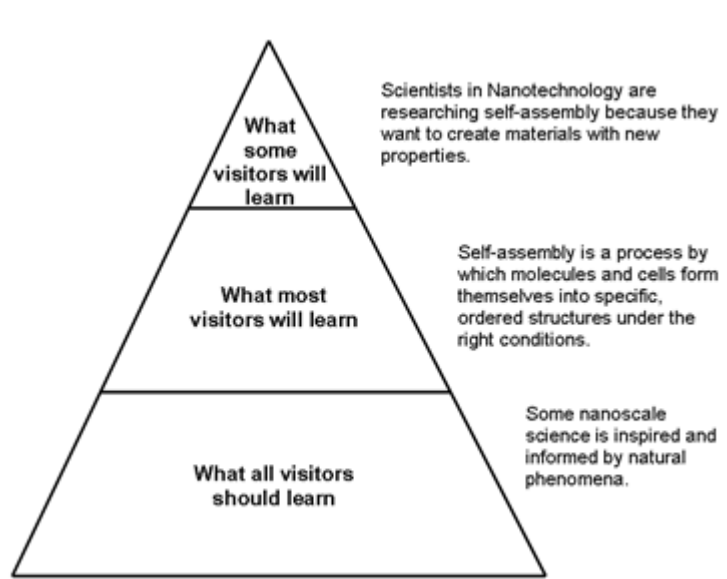 What
some
visitors will
learn
Scientists in Nanotechnology are
researching self-assembly because they
want to create materials with new
properties.
What most
visitors will learn
Self-assembly is a process by
which molecules and cells form
themselves into specific,
ordered structures under the
right conditions.
What all visitors
should learn
Some nanoscale
science is inspired and
informed by natural
phenomena.